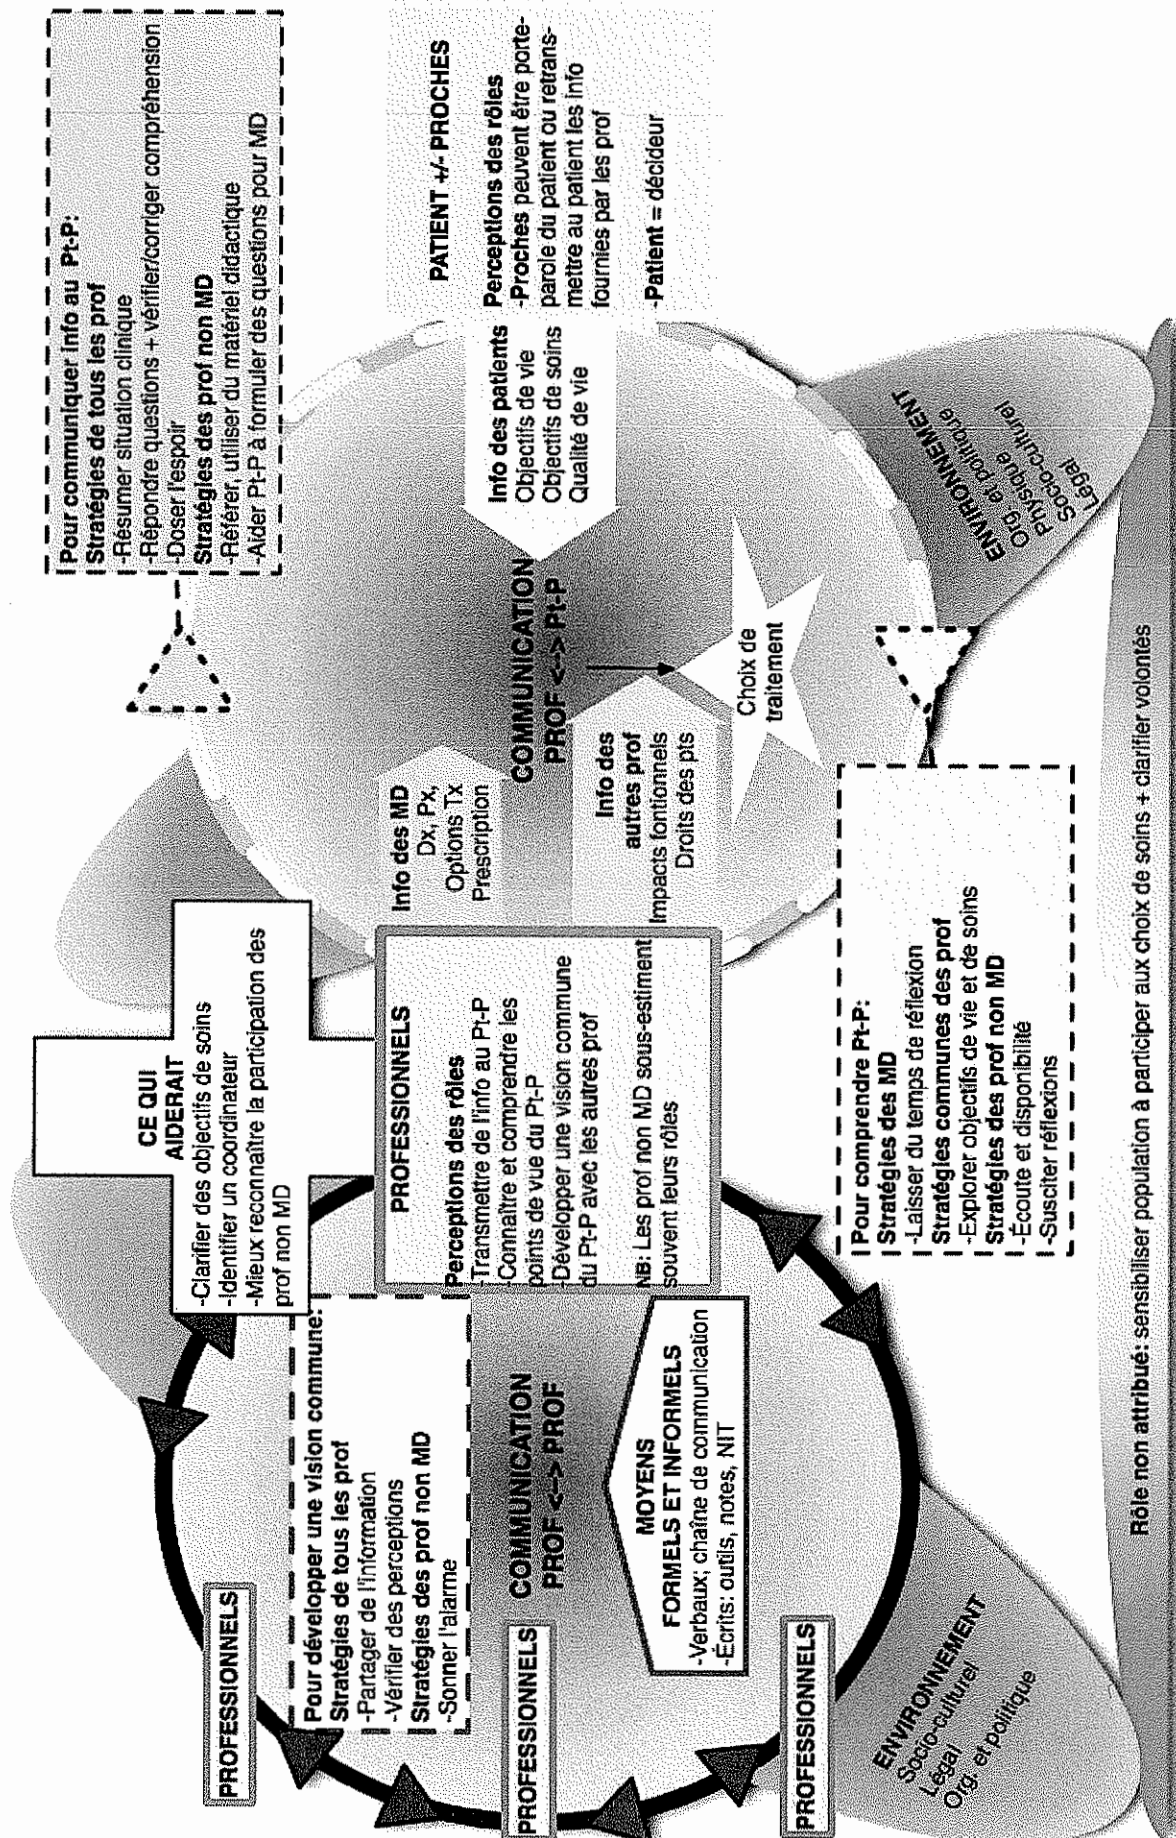 PROFESSIONNELS
PROFESSIONNELS
PROFESSIONNELS
Pour développer une vision commune:
Stratégies de tous les prof
-Partager de l'information
-Vérifier des perceptions
Stratégies des prof non MD
-Sonner l'alarme
COMMUNICATION
PROF <--> PROF
MOYENS
FORMELS ET INFORMELS
-Verbaux; chaîne de communication
-Écrits: outils, notes, NIT
ENVIRONNEMENT
Socio-culturel
Légal
Org. et politique
CE QUI
AIDERAIT
-Clarifier des objectifs de soins
-Identifier un coordinateur
-Mieux reconnaître la participation des
prof non MD
PROFESSIONNELS
Perceptions des rôles
-Transmettre de l'info au Pt-P
-Connaître et comprendre les
points de vue du Pt-P
-Développer une vision commune
du Pt-P avec les autres prof
NB: Les prof non MD sous-estiment
souvent leurs rôles
Pour comprendre Pt-P:
Stratégies des MD
-Laisser du temps de réflexion
Stratégies communes des prof
-Explorer objectifs de vie et de soins
Stratégies des prof non MD
-Écoute et disponibilité
-Susciter réflexions
Info des MD
Dx, Px,
Options Tx
Prescription
COMMUNICATION
PROF <--> Pt-P
Info des
autres prof
Impacts fontionnels
Droits des pts
Choix de
traitement
Info des patients
Objectifs de vie
Objectifs de soins
Qualité de vie
Pour communiquer info au Pt-P:
Stratégies de tous les prof
-Résumer situation clinique
-Répondre questions + vérifier/corriger compréhension
-Doser l'espoir
Stratégies des prof non MD
-Référer, utiliser du matériel didactique
-Aider Pt-P à formuler des questions pour MD
PATIENT +/- PROCHES
Perceptions des rôles
-Proches peuvent être porte-
parole du patient ou retrans-
mettre au patient les info
fournies par les prof
-Patient = décideur
ENVIRONNEMENT
Org et politique
Physique
Socio-culturel
Légal
Rôle non attribué: sensibiliser population à participer aux choix de soins + clarifier volontés